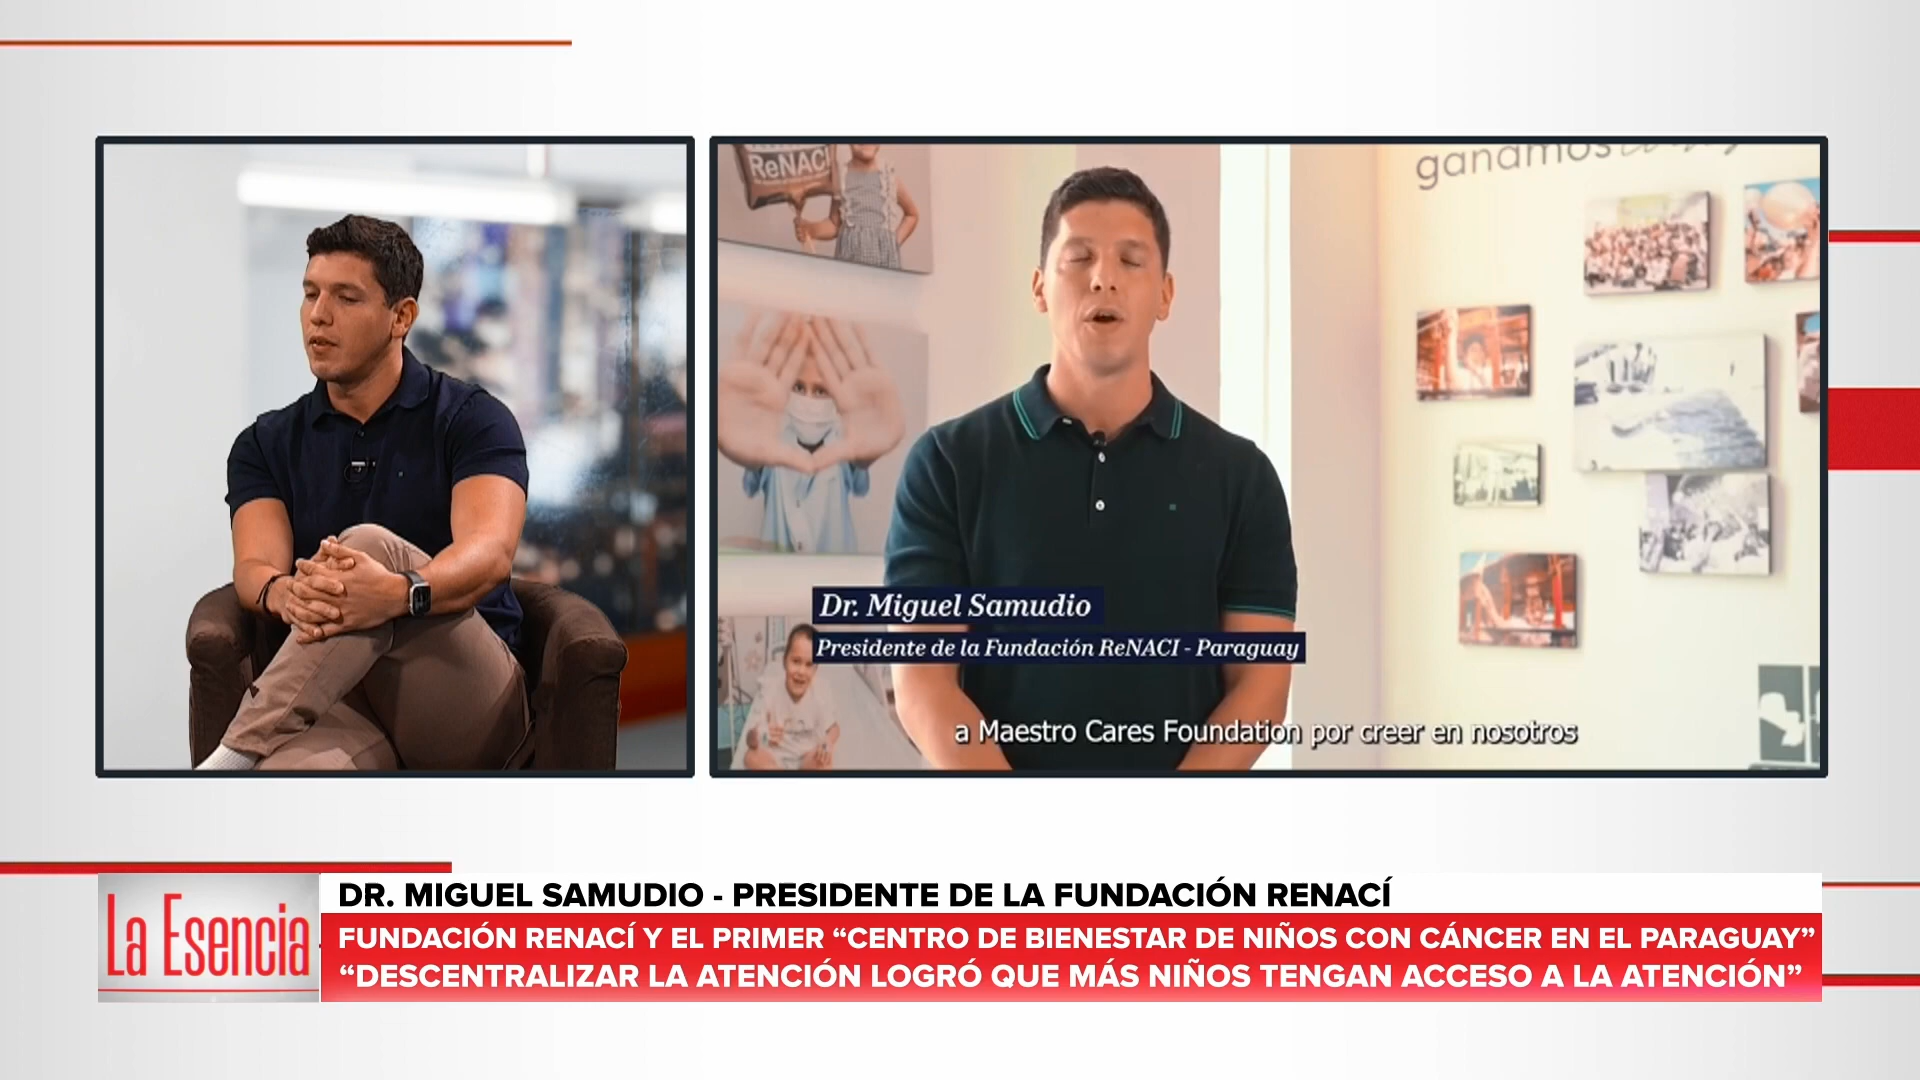 ReNACI
ganamos
Dr. Miguel Samudio
Presidente de la Fundación ReNACI - Paraguay
a Maestro Cares Foundation por creer en nosotros
La Esencia
DR. MIGUEL SAMUDIO - PRESIDENTE DE LA FUNDACIÓN RENACÍ
FUNDACIÓN RENACÍ Y EL PRIMER “CENTRO DE BIENESTAR DE NIÑOS CON CÁNCER EN EL PARAGUAY”
“DESCENTRALIZAR LA ATENCIÓN LOGRÓ QUE MÁS NIÑOS TENGAN ACCESO A LA ATENCIÓN”